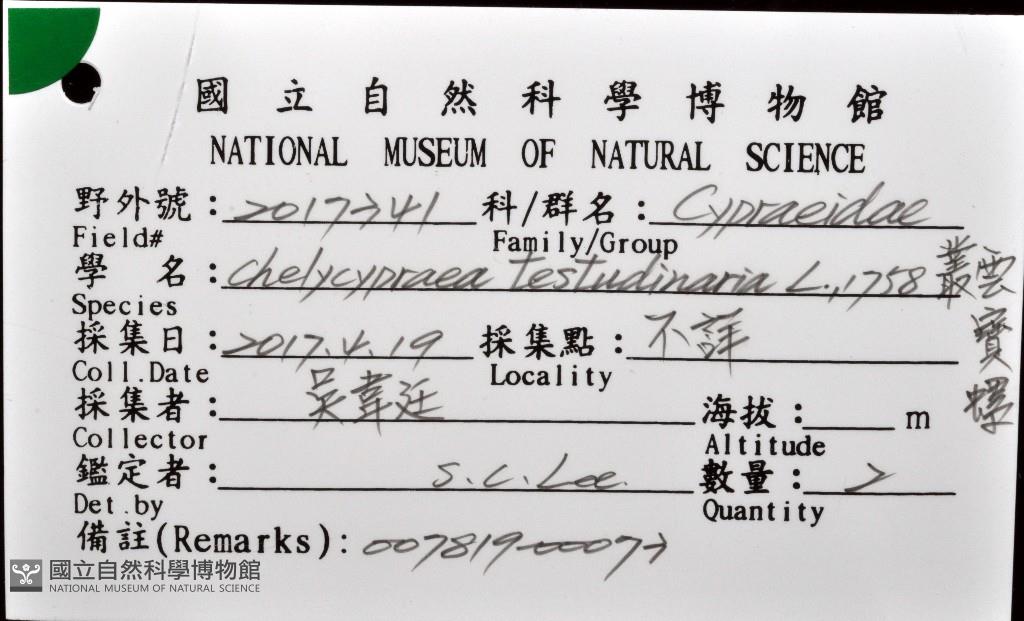 國立自然科學博物館
NATIONAL MUSEUM OF NATURAL SCIENCE
野外號：2017241 科/群名：Cypraeidae
Field# Family/Group
學 名：Chelycypraea Testudinaria L.,1758 叢雲寶螺
Species
採集日：2017.4.19 採集點：不詳
Coll.Date Locality
採集者：吳韋廷 海拔： m
Collector Altitude
鑑定者：S.C.Lee. 數量：2
Det.by Quantity
備註(Remarks)：007819-00072
國立自然科學博物館
NATIONAL MUSEUM OF NATURAL SCIENCE